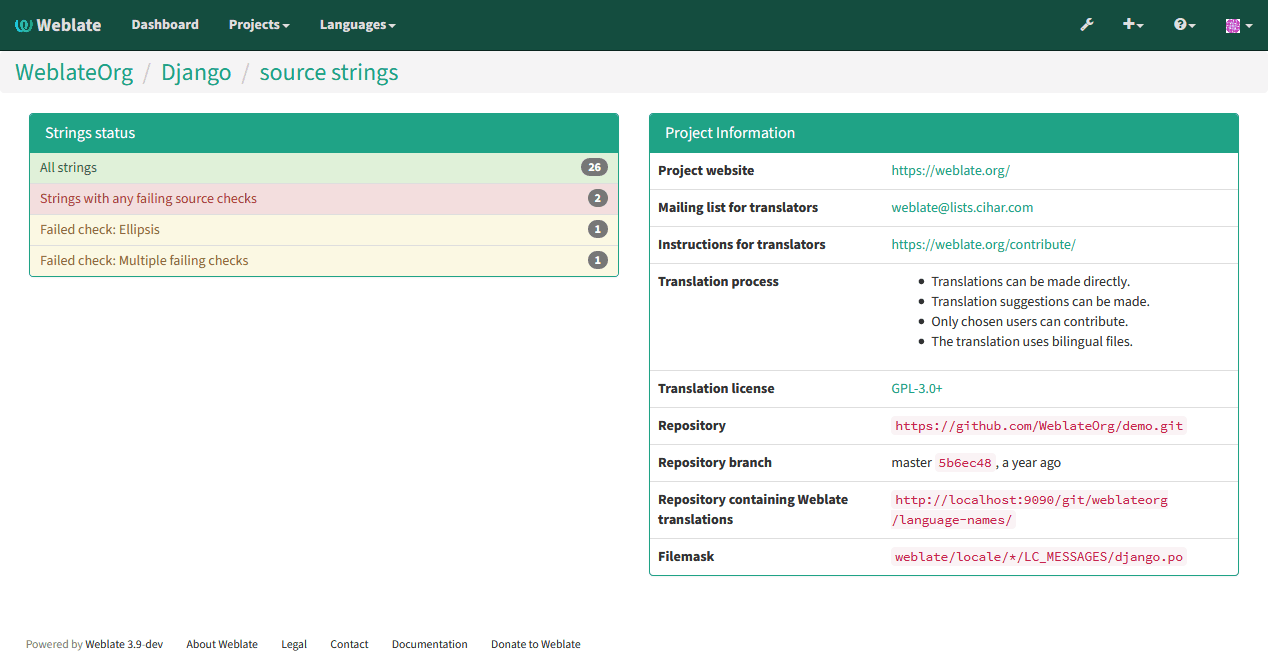 Weblate Dashboard Projects Languages
WeblateOrg / Django / source strings
Strings status
All strings 26
Strings with any failing source checks 2
Failed check: Ellipsis 1
Failed check: Multiple failing checks 1
Project Information
Project website https://weblate.org/
Mailing list for translators weblate@lists.cihar.com
Instructions for translators https://weblate.org/contribute/
Translation process • Translations can be made directly.
• Translation suggestions can be made.
• Only chosen users can contribute.
• The translation uses bilingual files.
Translation license GPL-3.0+
Repository https://github.com/WeblateOrg/demo.git
Repository branch master 5b6ec48 , a year ago
Repository containing Weblate http://localhost:9090/git/weblateorg
translations /language-names/
Filemask weblate/locale/*/LC_MESSAGES/django.po
Powered by Weblate 3.9-dev About Weblate Legal Contact Documentation Donate to Weblate